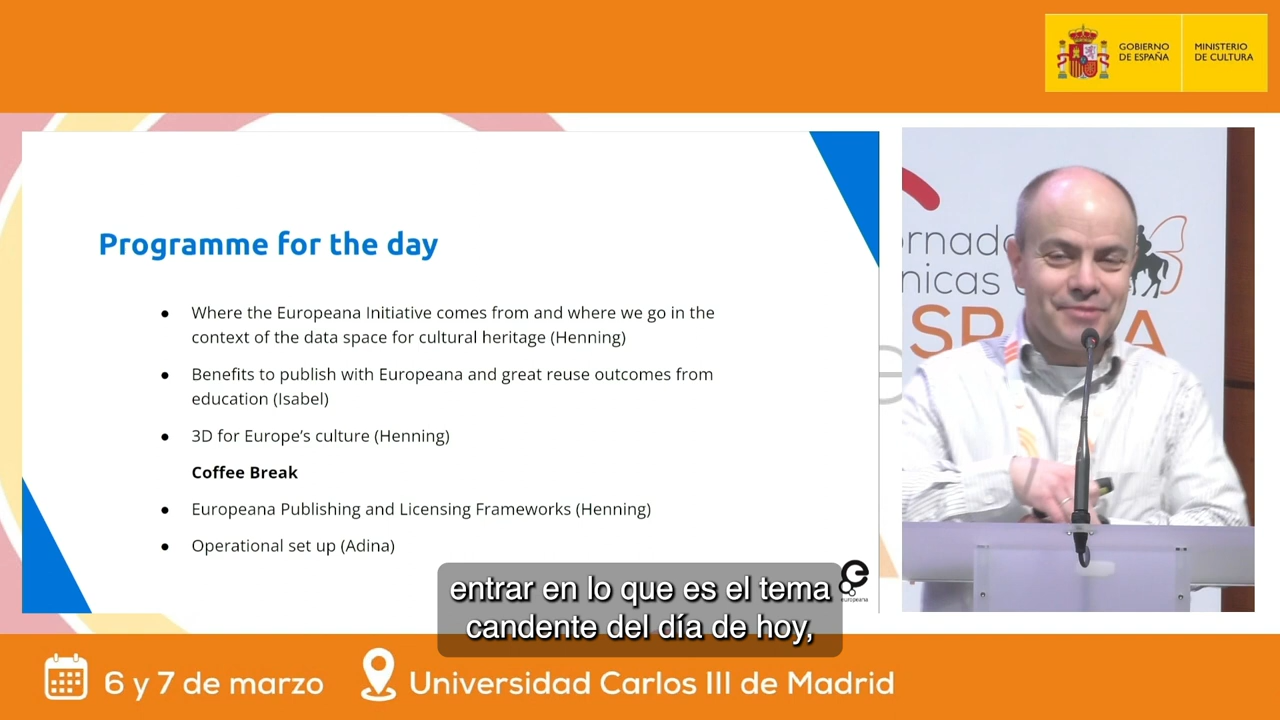 GOBIERNO
DE ESPAÑA
MINISTERIO
DE CULTURA
Programme for the day
● Where the Europeana Initiative comes from and where we go in the
context of the data space for cultural heritage (Henning)
● Benefits to publish with Europeana and great reuse outcomes from
education (Isabel)
● 3D for Europe’s culture (Henning)
Coffee Break
● Europeana Publishing and Licensing Frameworks (Henning)
● Operational set up (Adina)
europeana
entrar en lo que es el tema
candente del día de hoy,
6 y 7 de marzo
Universidad Carlos III de Madrid